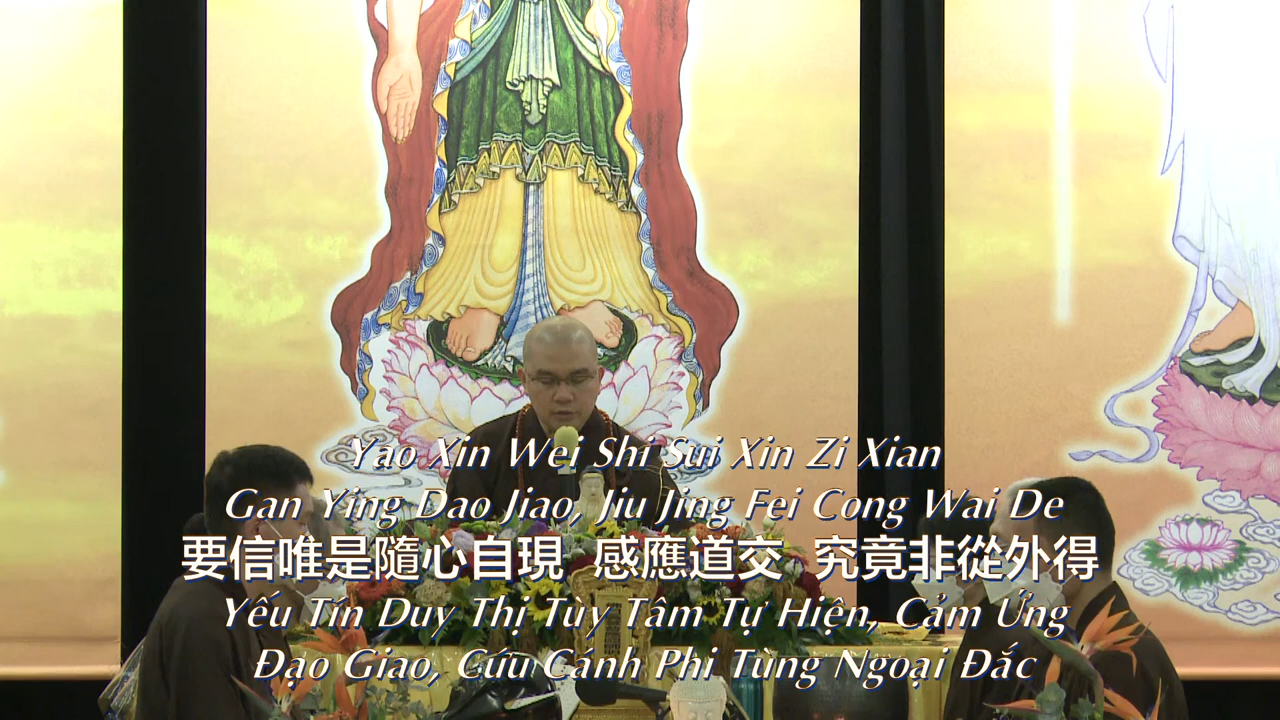 Yao Xin Wei Shi Sui Xin Zi Xian
Gan Ying Dao Jiao, Jiu Jing Fei Cong Wai De
要信唯是隨心自現 感應道交 究竟非從外得
Yếu Tín Duy Thị Tùy Tâm Tự Hiện, Cảm Ứng
Đạo Giao, Cứu Cánh Phi Tùng Ngoại Đắc